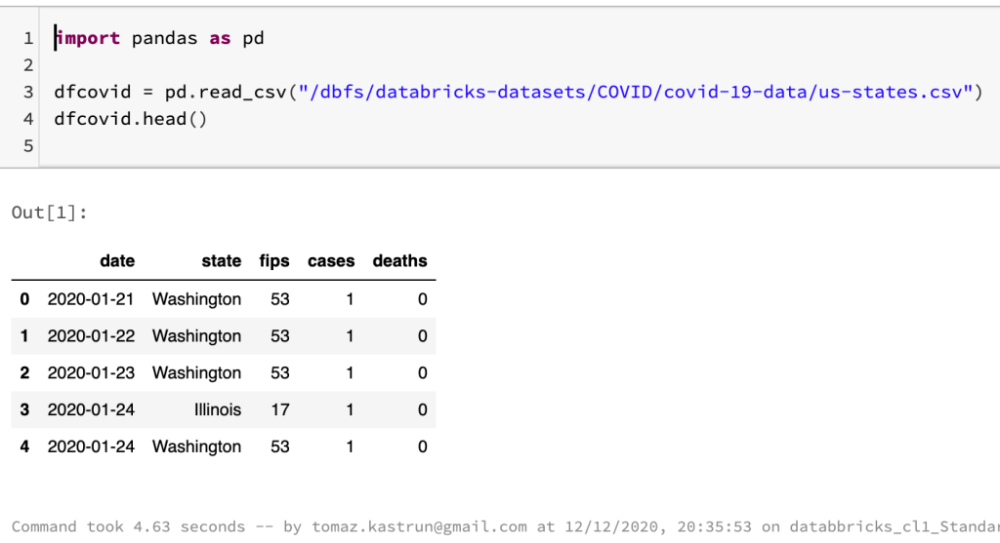 1 import pandas as pd
2
3 dfcovid = pd.read_csv("/dbfs/databricks-datasets/COVID/covid-19-data/us-states.csv")
4 dfcovid.head()
5
Out[1]:
date state fips cases deaths
0 2020-01-21 Washington 53 1 0
1 2020-01-22 Washington 53 1 0
2 2020-01-23 Washington 53 1 0
3 2020-01-24 Illinois 17 1 0
4 2020-01-24 Washington 53 1 0
Command took 4.63 seconds -- by tomaz.kastrun@gmail.com at 12/12/2020, 20:35:53 on databbricks_cl1_Standar